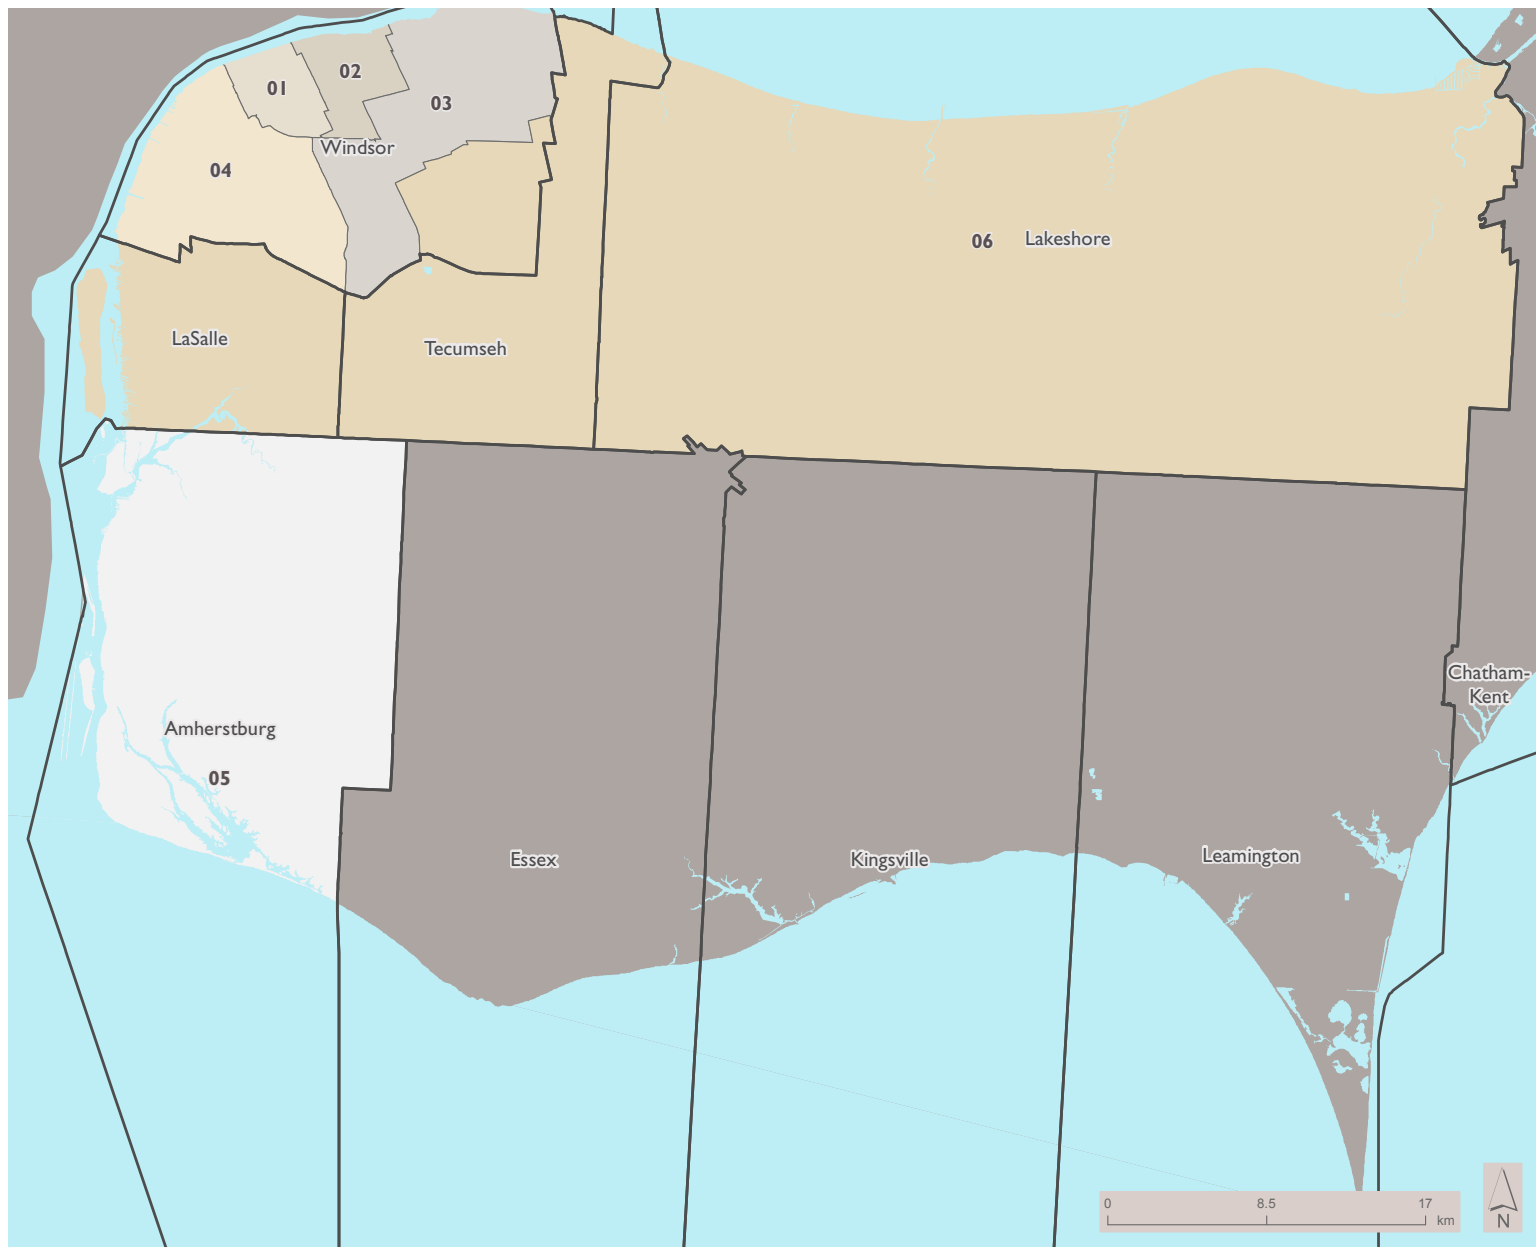 02
01
03
Windsor
04
06
Lakeshore
LaSalle
Tecumseh
Chatham-
Kent
Amherstburg
05
Essex
Kingsville
Leamington
0
8.5
17
km
N